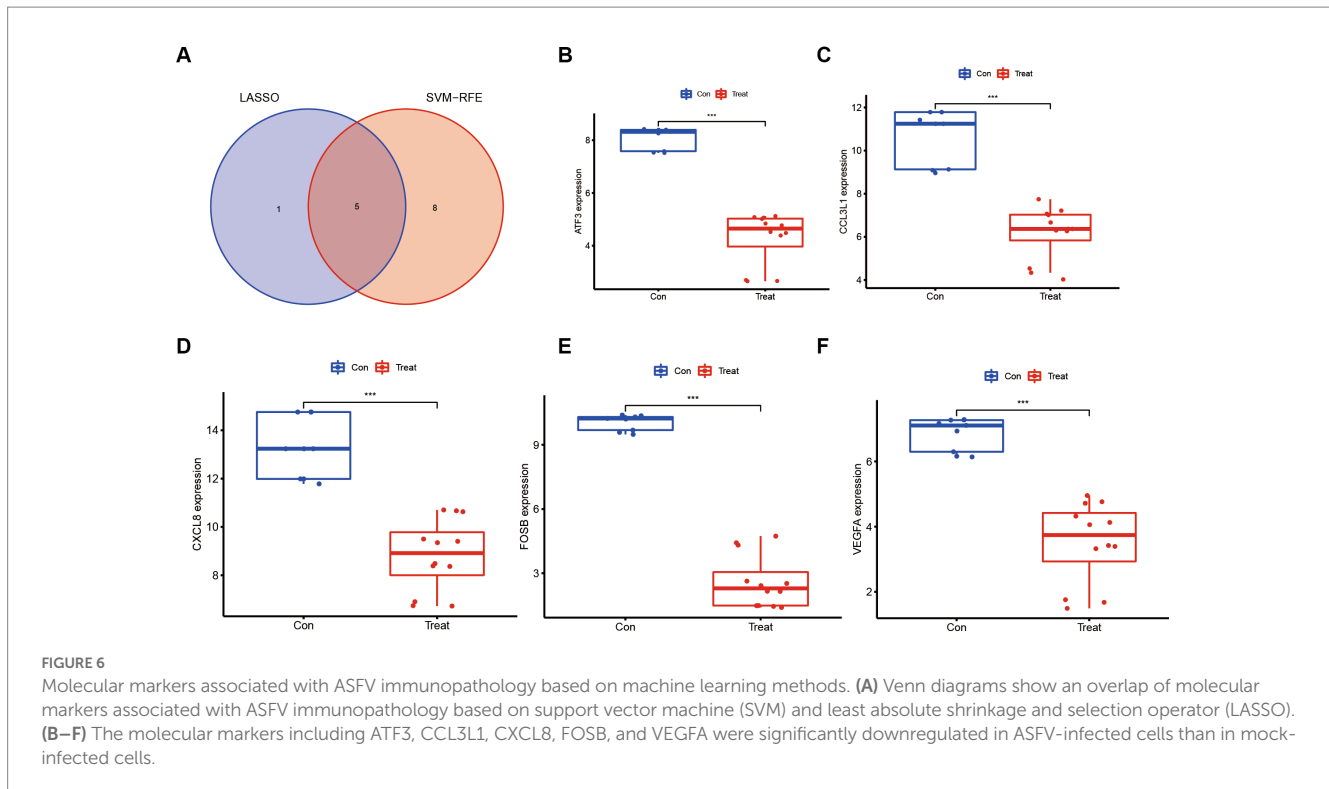 A
LASSO
SVM−RFE
1
5
8
B
Con
Treat
***
ATF3 expression
8
6
4
Con
Treat
C
Con
Treat
***
CCL3L1 expression
12
10
8
6
4
Con
Treat
D
Con
Treat
***
CXCL8 expression
14
12
10
8
Con
Treat
E
Con
Treat
***
FOSB expression
9
6
3
Con
Treat
F
Con
Treat
***
VEGFA expression
6
4
2
Con
Treat
FIGURE 6
Molecular markers associated with ASFV immunopathology based on machine learning methods. (A) Venn diagrams show an overlap of molecular
markers associated with ASFV immunopathology based on support vector machine (SVM) and least absolute shrinkage and selection operator (LASSO).
(B–F) The molecular markers including ATF3, CCL3L1, CXCL8, FOSB, and VEGFA were significantly downregulated in ASFV-infected cells than in mock-
infected cells.